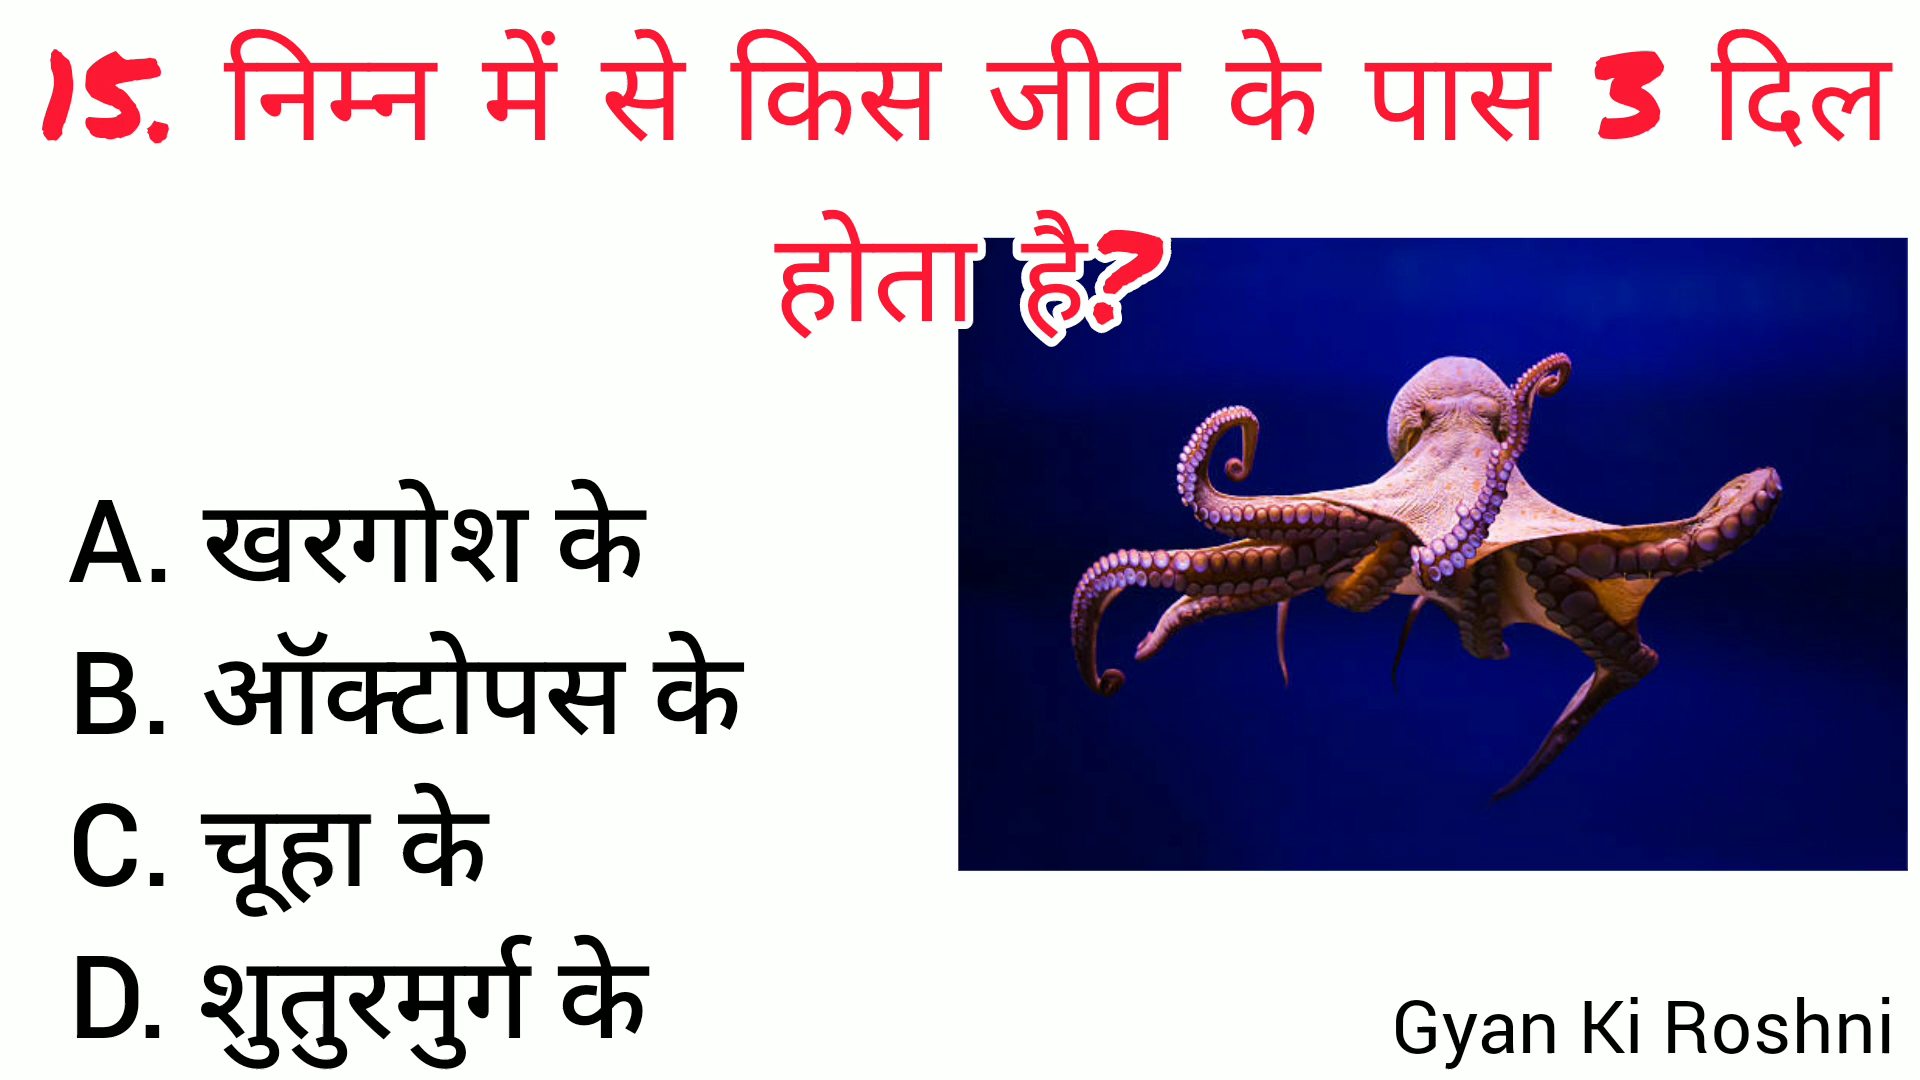 15. निम्न में से किस जीव के पास 3 दिल
होता है?
A. खरगोश के
B. ऑक्टोपस के
C. चूहा के
D. शुतुरमुर्ग के
Gyan Ki Roshni